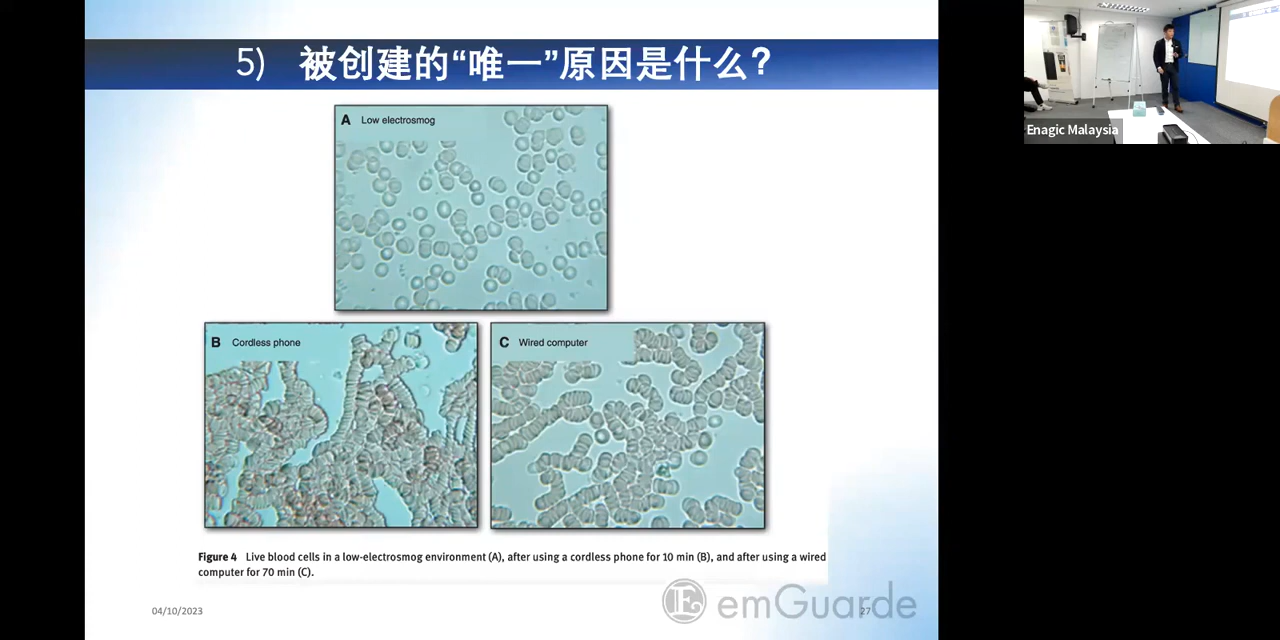 5) 被创建的“唯一”原因是什么?
A Low electrosmog
B Cordless phone
C Wired computer
Figure 4 Live blood cells in a low-electrosmog environment (A), after using a cordless phone for 10 min (B), and after using a wired
computer for 70 min (C).
04/10/2023
E emGuarde
27
Enagic Malaysia